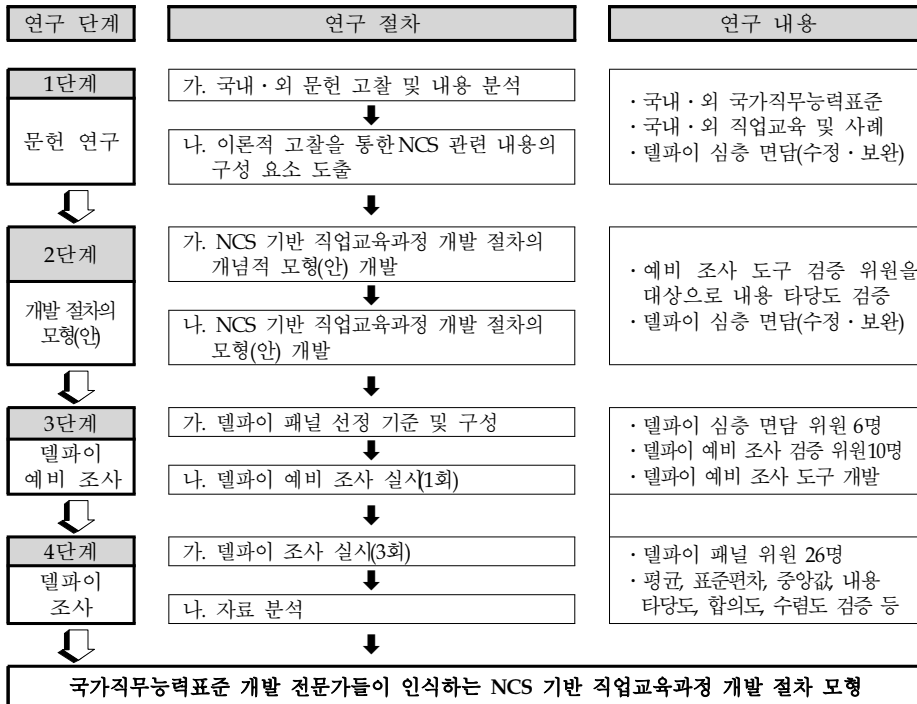 연구 단계
연구 절차
연구 내용
1단계
문헌 연구
가. 국내·외 문헌 고찰 및 내용 분석
나. 이론적 고찰을 통한 NCS 관련 내용의
구성 요소 도출
· 국내·외 국가직무능력표준
· 국내·외 직업교육 및 사례
· 델파이 심층 면담(수정·보완)
2단계
개발 절차의
모형(안)
가. NCS 기반 직업교육과정 개발 절차의
개념적 모형(안) 개발
나. NCS 기반 직업교육과정 개발 절차의
모형(안) 개발
· 예비 조사 도구 검증 위원을
대상으로 내용 타당도 검증
· 델파이 심층 면담(수정·보완)
3단계
델파이
예비 조사
가. 델파이 패널 선정 기준 및 구성
나. 델파이 예비 조사 실시(1회)
· 델파이 심층 면담 위원 6명
· 델파이 예비 조사 검증 위원10명
· 델파이 예비 조사 도구 개발
4단계
델파이
조사
가. 델파이 조사 실시(3회)
나. 자료 분석
· 델파이 패널 위원 26명
· 평균, 표준편차, 중앙값, 내용
타당도, 합의도, 수렴도 검증 등
국가직무능력표준 개발 전문가들이 인식하는 NCS 기반 직업교육과정 개발 절차 모형